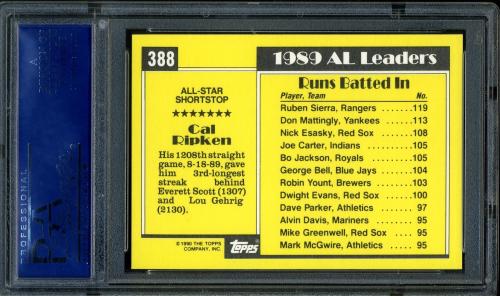 388
ALL-STAR
SHORTSTOP
★★★★★★★
Cal
Ripken
His 1208th straight
game, 8-18-89, gave
him 3rd-longest
streak behind
Everett Scott (1307)
and Lou Gehrig
(2130).
© 1990 THE TOPPS
COMPANY, INC.
Topps
1989 AL Leaders
Runs Batted In
Player, Team No.
Ruben Sierra, Rangers .......119
Don Mattingly, Yankees ......113
Nick Esasky, Red Sox ........108
Joe Carter, Indians .........105
Bo Jackson, Royals ..........105
George Bell, Blue Jays ......104
Robin Yount, Brewers ........103
Dwight Evans, Red Sox .......100
Dave Parker, Athletics ...... 97
Alvin Davis, Mariners ....... 95
Mike Greenwell, Red Sox ..... 95
Mark McGwire, Athletics ..... 95
PROFESSIONAL